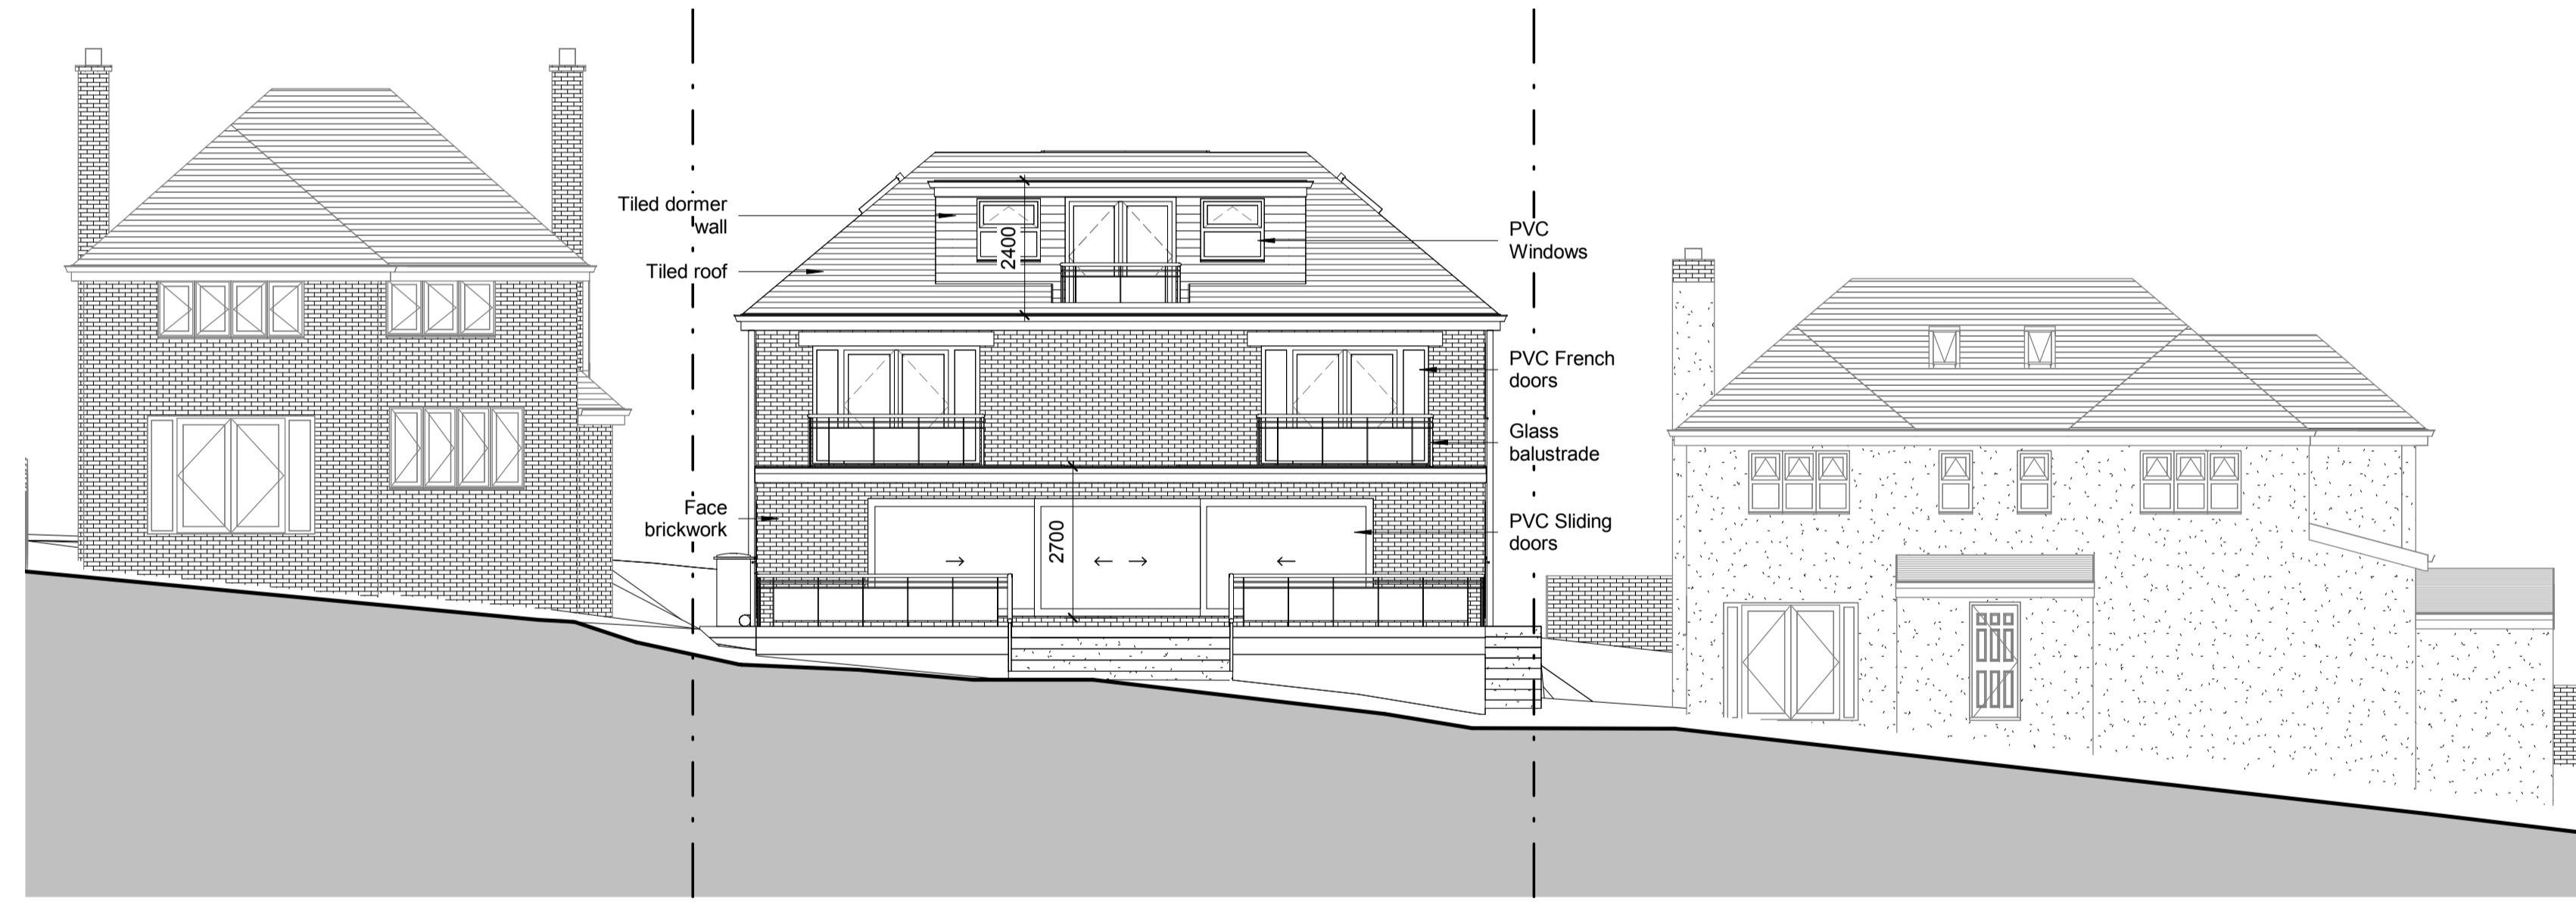 Tiled dormer
wall
Tiled roof
2400
PVC
Windows
PVC French
doors
Glass
balustrade
Face
brickwork
2700
PVC Sliding
doors